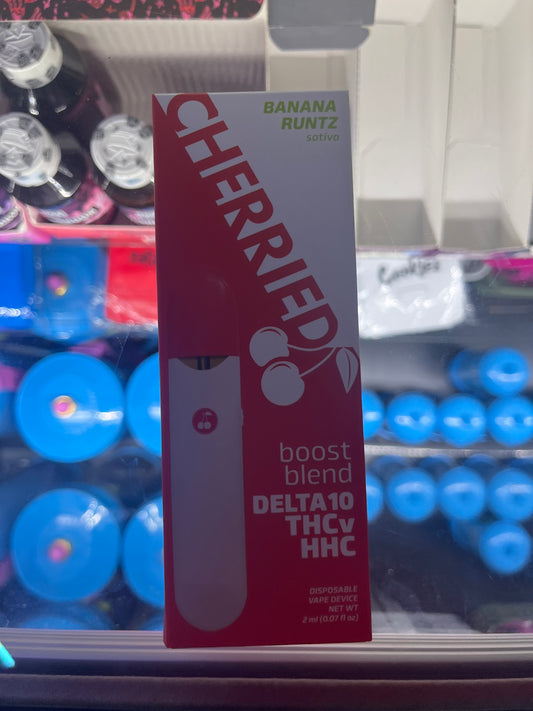 BANANA
RUNTZ
sativa
CHERRIED
boost
blend
DELTA10
THCv
HHC
DISPOSABLE
VAPE DEVICE
NET WT
2 ml (0.07 fl oz)
Cookies